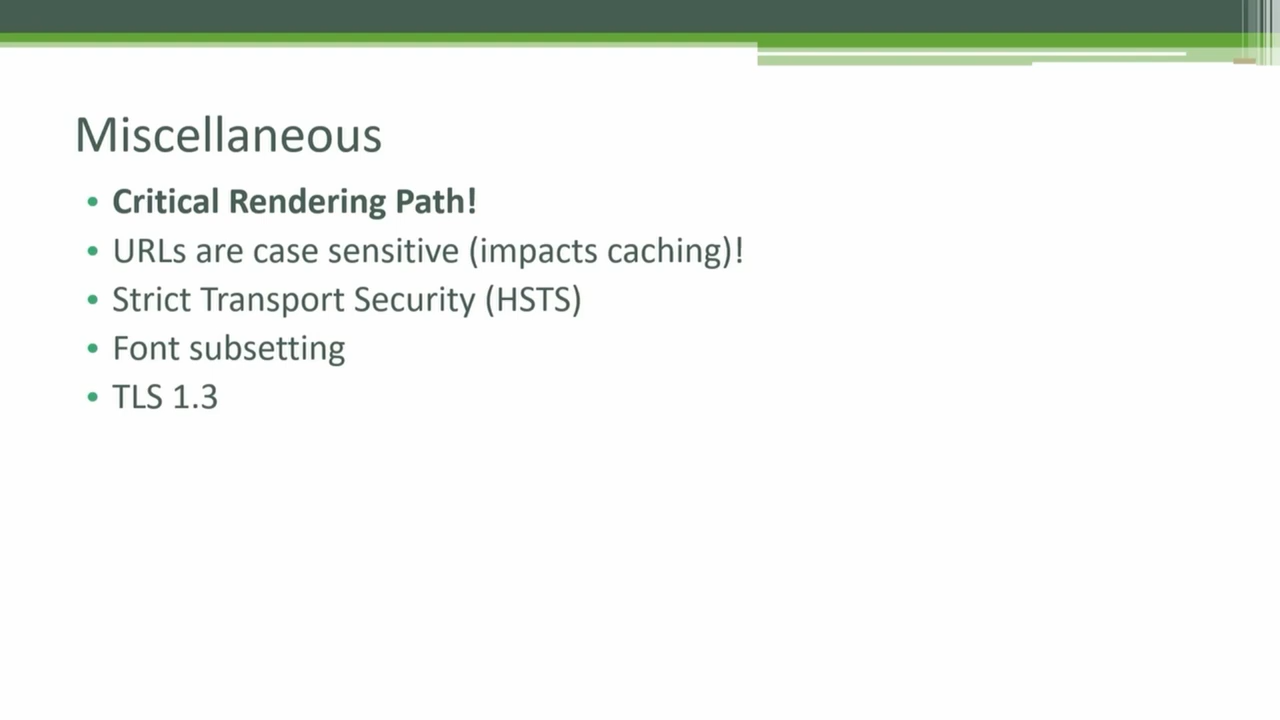 Miscellaneous
• Critical Rendering Path!
• URLs are case sensitive (impacts caching)!
• Strict Transport Security (HSTS)
• Font subsetting
• TLS 1.3